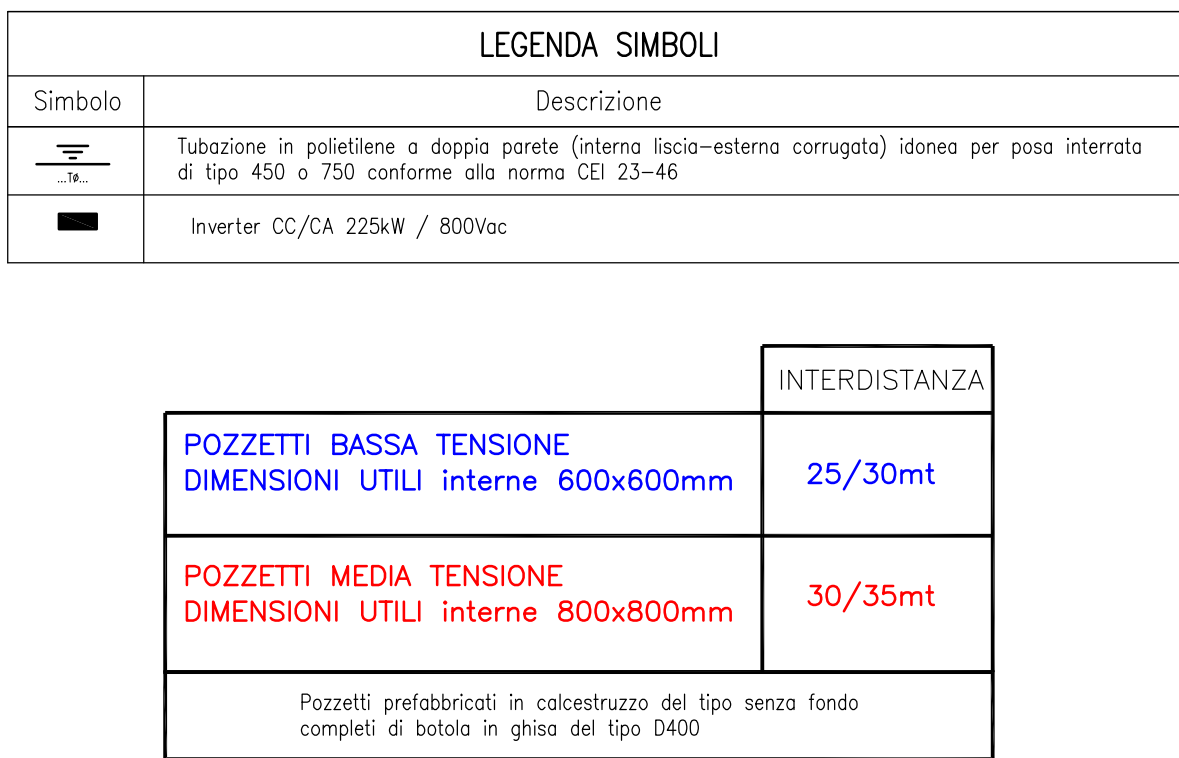 LEGENDA SIMBOLI
Simbolo
Descrizione
...Tø...
Tubazione in polietilene a doppia parete (interna liscia-esterna corrugata) idonea per posa interrata
di tipo 450 o 750 conforme alla norma CEI 23-46
Inverter CC/CA 225kW / 800Vac
INTERDISTANZA
POZZETTI BASSA TENSIONE
DIMENSIONI UTILI interne 600x600mm
25/30mt
POZZETTI MEDIA TENSIONE
DIMENSIONI UTILI interne 800x800mm
30/35mt
Pozzetti prefabbricati in calcestruzzo del tipo senza fondo
completi di botola in ghisa del tipo D400